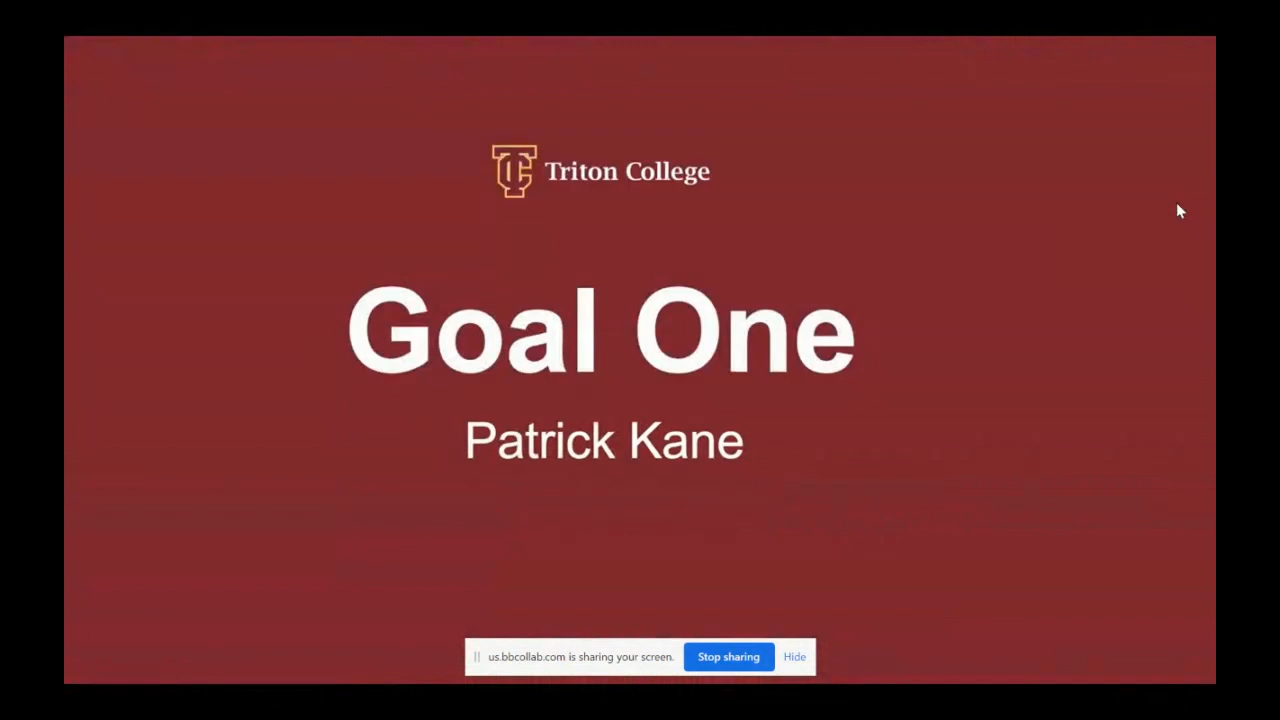 Triton College
Goal One
Patrick Kane
us.bbcollab.com is sharing your screen. Stop sharing Hide